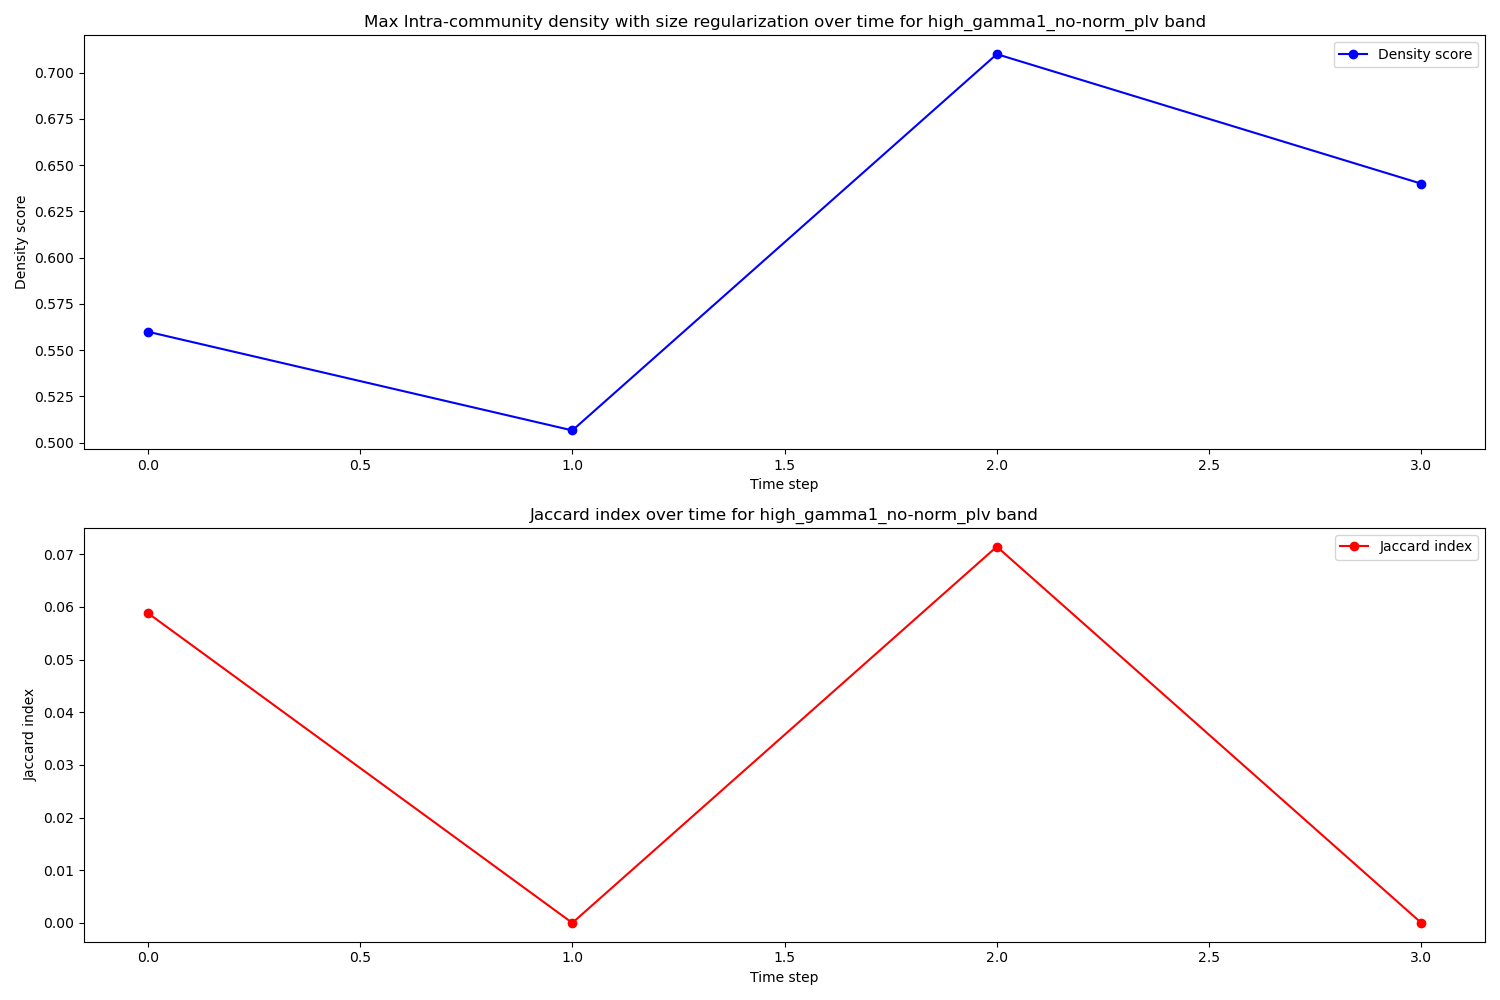 Max Intra-community density with size regularization over time for high_gamma1_no-norm_plv band
Density score
0.700
0.675
0.650
0.625
0.600
0.575
0.550
0.525
0.500
Density score
0.0 0.5 1.0 1.5 2.0 2.5 3.0
Time step
Jaccard index over time for high_gamma1_no-norm_plv band
Jaccard index
0.07
0.06
0.05
0.04
0.03
0.02
0.01
0.00
Jaccard index
0.0 0.5 1.0 1.5 2.0 2.5 3.0
Time step